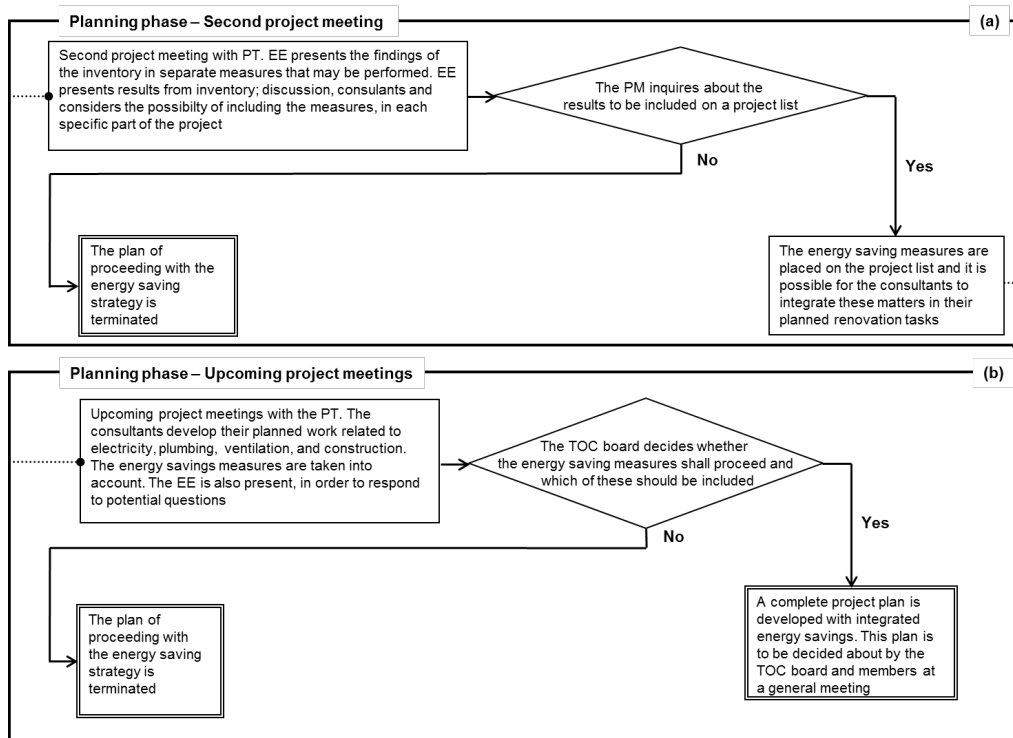 Planning phase – Second project meeting
(a)
Second project meeting with PT. EE presents the findings of
the inventory in separate measures that may be performed. EE
presents results from inventory; discussion, consulants and
considers the possibilty of including the measures, in each
specific part of the project
The PM inquires about the
results to be included on a project list
No
Yes
The plan of
proceeding with the
energy saving
strategy is
terminated
The energy saving measures are
placed on the project list and it is
possible for the consultants to
integrate these matters in their
planned renovation tasks
Planning phase – Upcoming project meetings
(b)
Upcoming project meetings with the PT. The
consultants develop their planned work related to
electricity, plumbing, ventilation, and construction.
The energy savings measures are taken into
account. The EE is also present, in order to respond
to potential questions
The TOC board decides whether
the energy saving measures shall proceed and
which of these should be included
No
Yes
The plan of
proceeding with
the energy saving
strategy is
terminated
A complete project plan is
developed with integrated
energy savings. This plan is
to be decided about by the
TOC board and members at
a general meeting